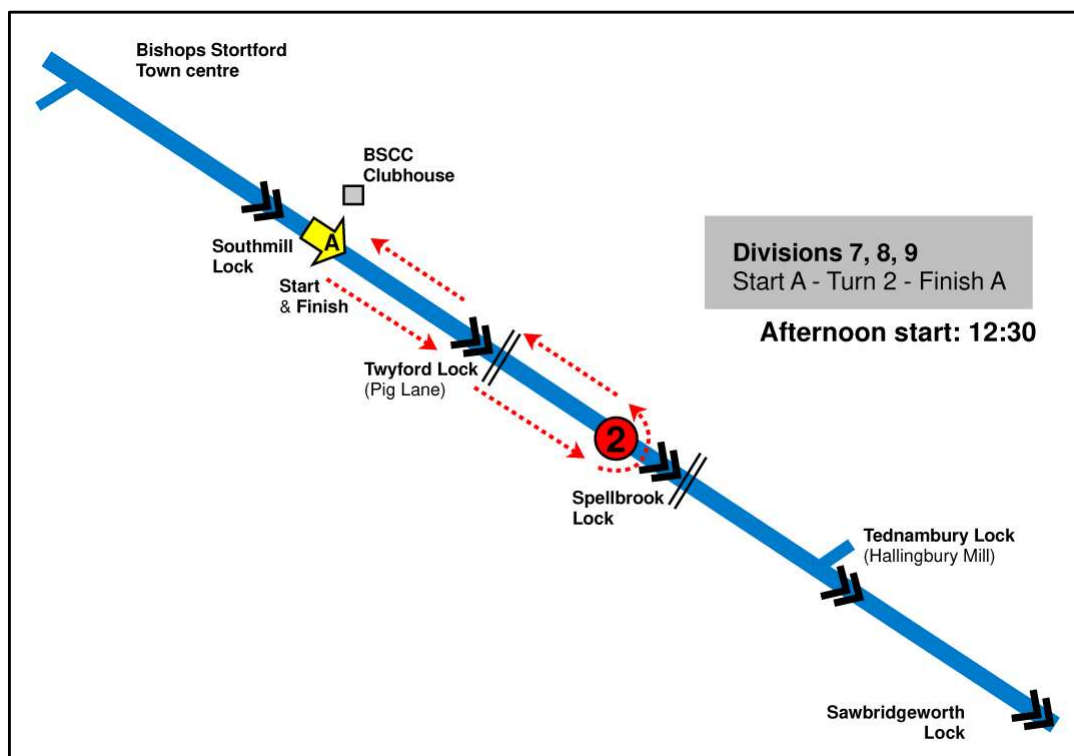 Bishops Stortford
Town centre
BSCC
Clubhouse
A
Southmill
Lock
Start
& Finish
Divisions 7, 8, 9
Start A - Turn 2 - Finish A
Afternoon start: 12:30
Twyford Lock
(Pig Lane)
2
Spellbrook
Lock
Tednambury Lock
(Hallingbury Mill)
Sawbridgeworth
Lock